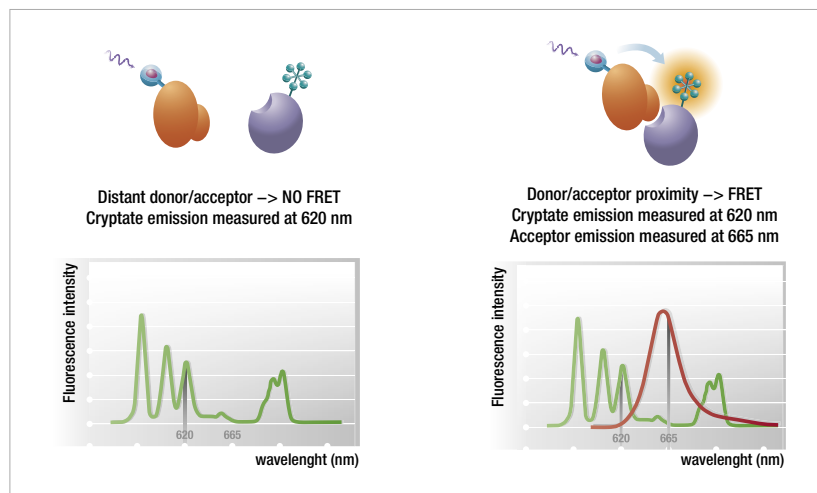 Distant donor/acceptor –> NO FRET
Cryptate emission measured at 620 nm
Donor/acceptor proximity –> FRET
Cryptate emission measured at 620 nm
Acceptor emission measured at 665 nm
Fluorescence intensity
620
665
wavelenght (nm)
Fluorescence intensity
620
665
wavelenght (nm)